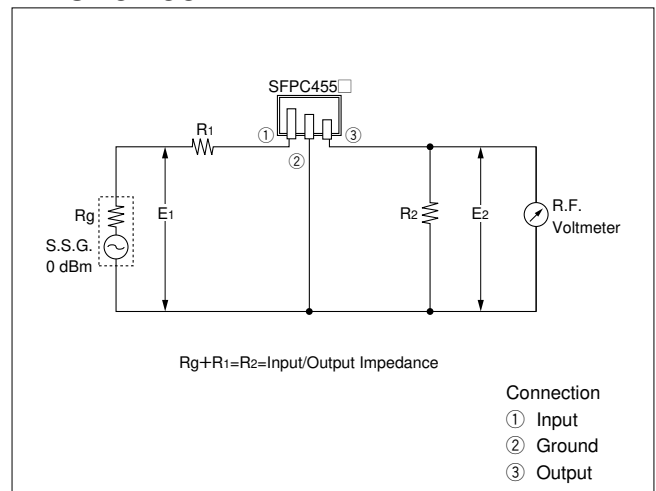 SFPC455□
R1
①
②
③
Rg
S.S.G.
0 dBm
E1
R2
E2
R.F.
Voltmeter
Rg+R1=R2=Input/Output Impedance
Connection
① Input
② Ground
③ Output